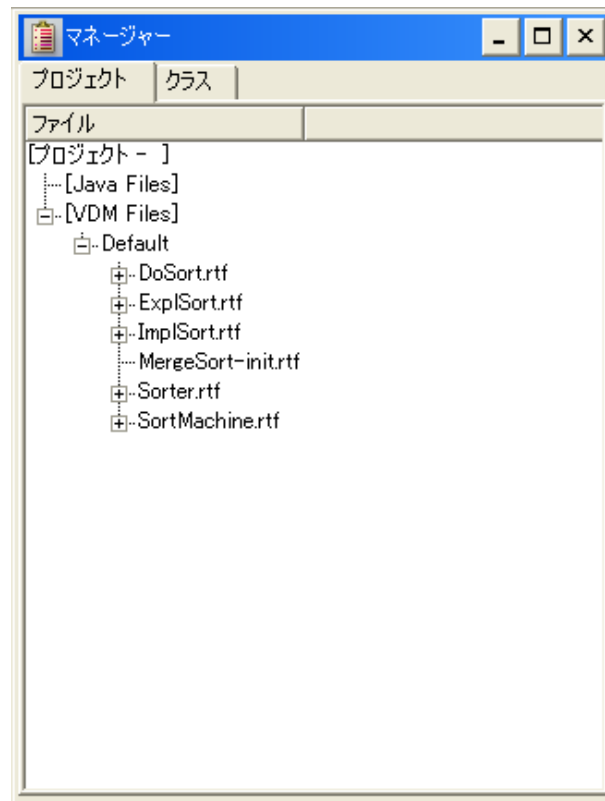 マネージャー
プロジェクト クラス
ファイル
[プロジェクト - ]
[Java Files]
[VDM Files]
Default
DoSort.rtf
ExplSort.rtf
ImplSort.rtf
MergeSort-init.rtf
Sorter.rtf
SortMachine.rtf